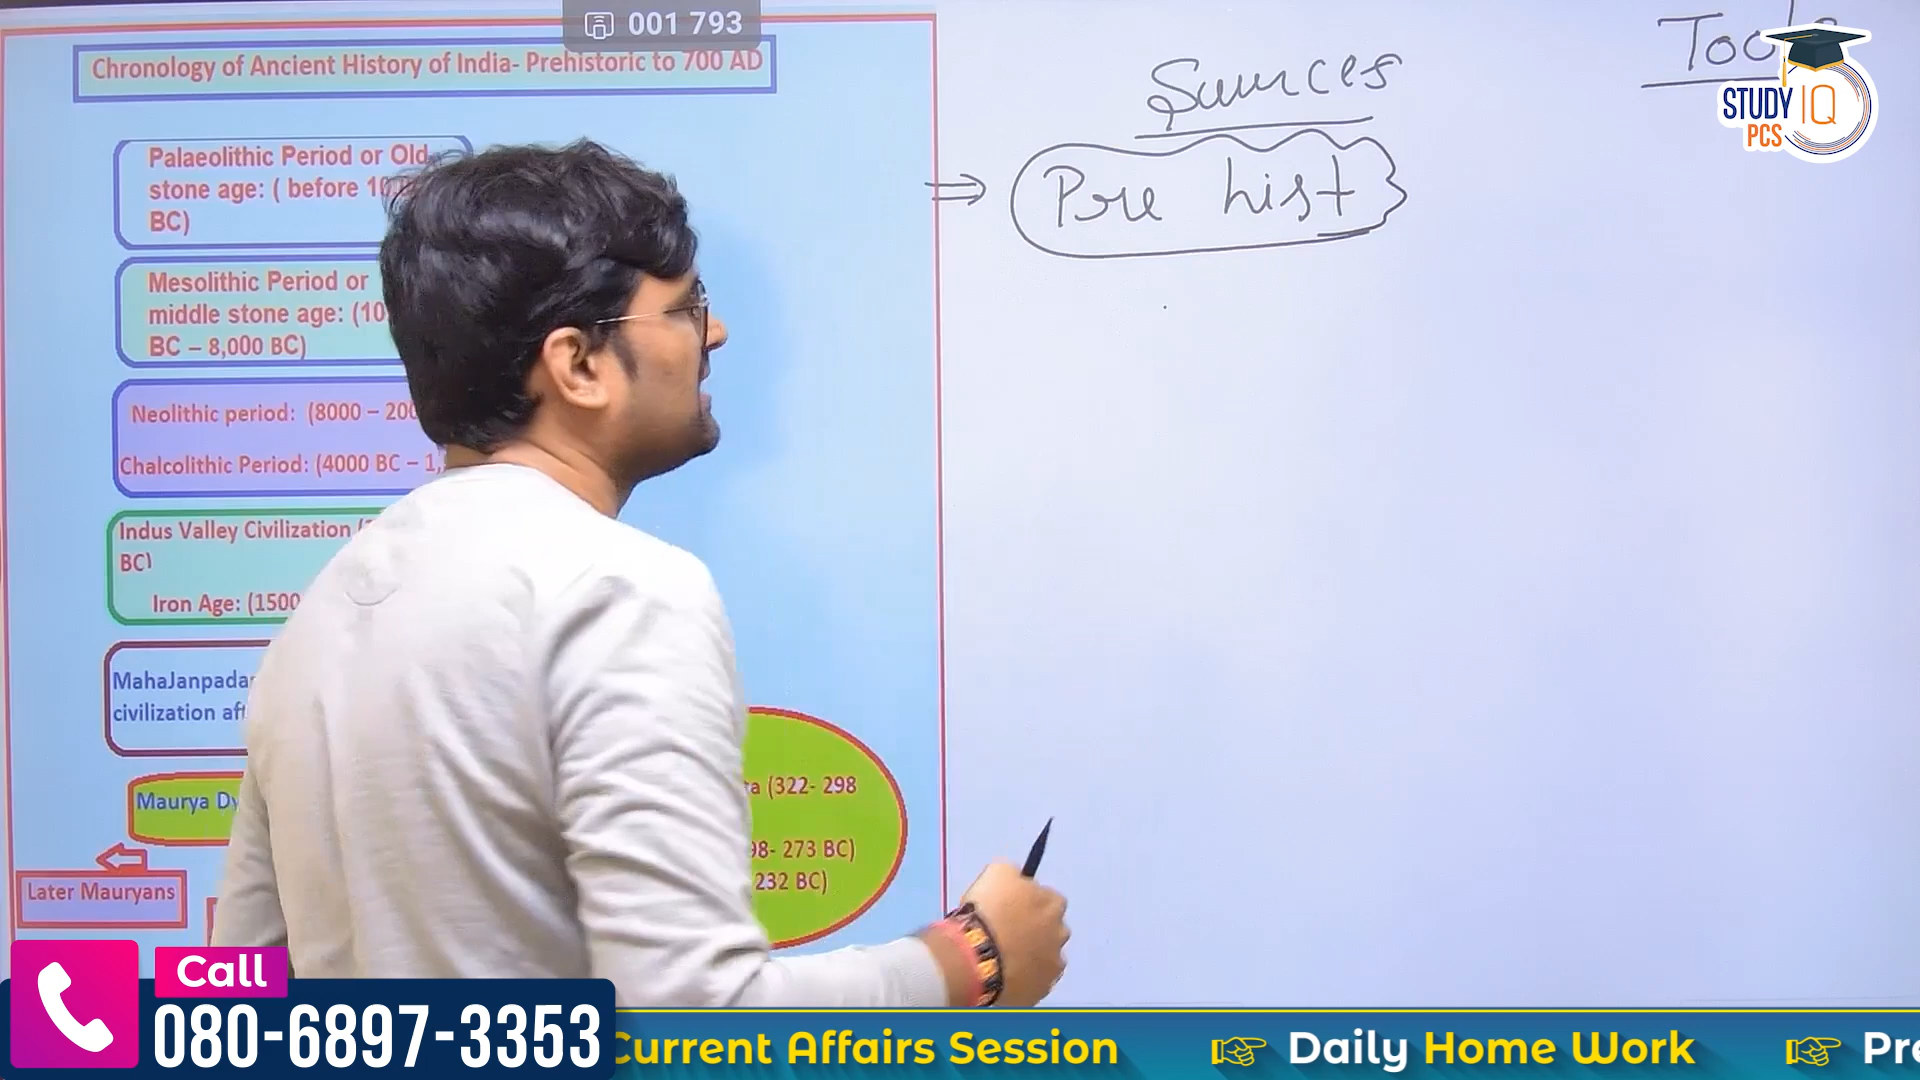 001 793
Chronology of Ancient History of India- Prehistoric to 700 AD
Palaeolithic Period or Old
stone age: ( before
BC)
Mesolithic Period or
middle stone age: (10
BC – 8,000 BC)
Neolithic period: (8000 – 200
Chalcolithic Period: (4000 BC – 1,
Indus Valley Civilization (
BC)
Iron Age: (1500
MahaJanpada
civilization aft
Maurya Dy
Later Mauryans
ta (322- 298
98- 273 BC)
232 BC)
Sources
Pre hist
STUDY IQ
PCS
Call
080-6897-3353
Current Affairs Session
Daily Home Work
Pre